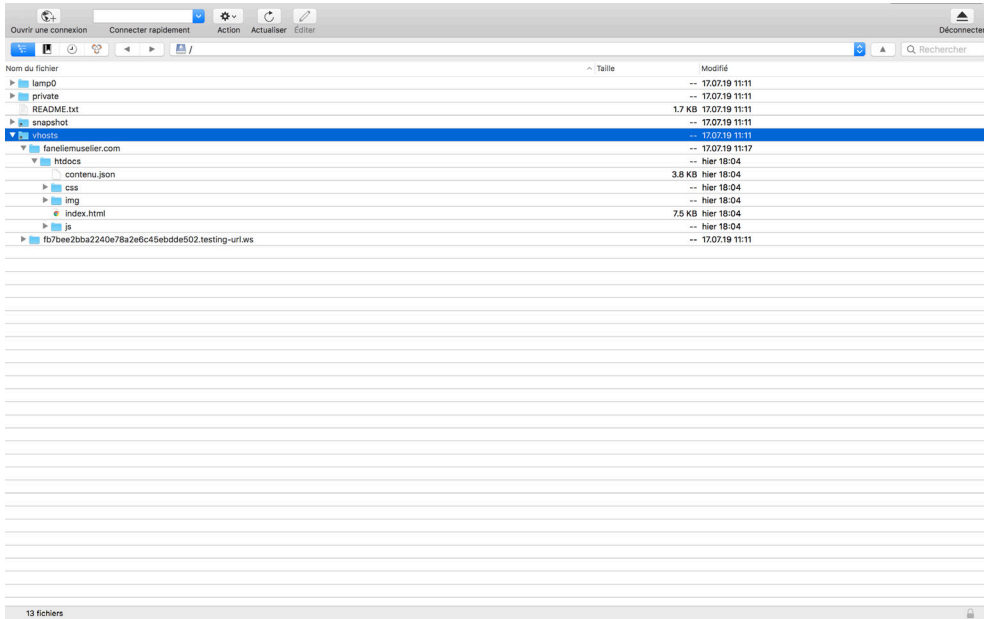 Ouvrir une connexion Connecter rapidement Action Actualiser Éditer Déconnecter
/ Rechercher
Nom du fichier Taille Modifié
lamp0 -- 17.07.19 11:11
private -- 17.07.19 11:11
README.txt 1.7 KB 17.07.19 11:11
snapshot -- 17.07.19 11:11
vhosts -- 17.07.19 11:11
faneliemuselier.com -- 17.07.19 11:17
htdocs -- hier 18:04
contenu.json 3.8 KB hier 18:04
css -- hier 18:04
img -- hier 18:04
index.html 7.5 KB hier 18:04
js -- hier 18:04
fb7bee2bba2240e78a2e6c45ebdde502.testing-url.ws -- 17.07.19 11:11
13 fichiers